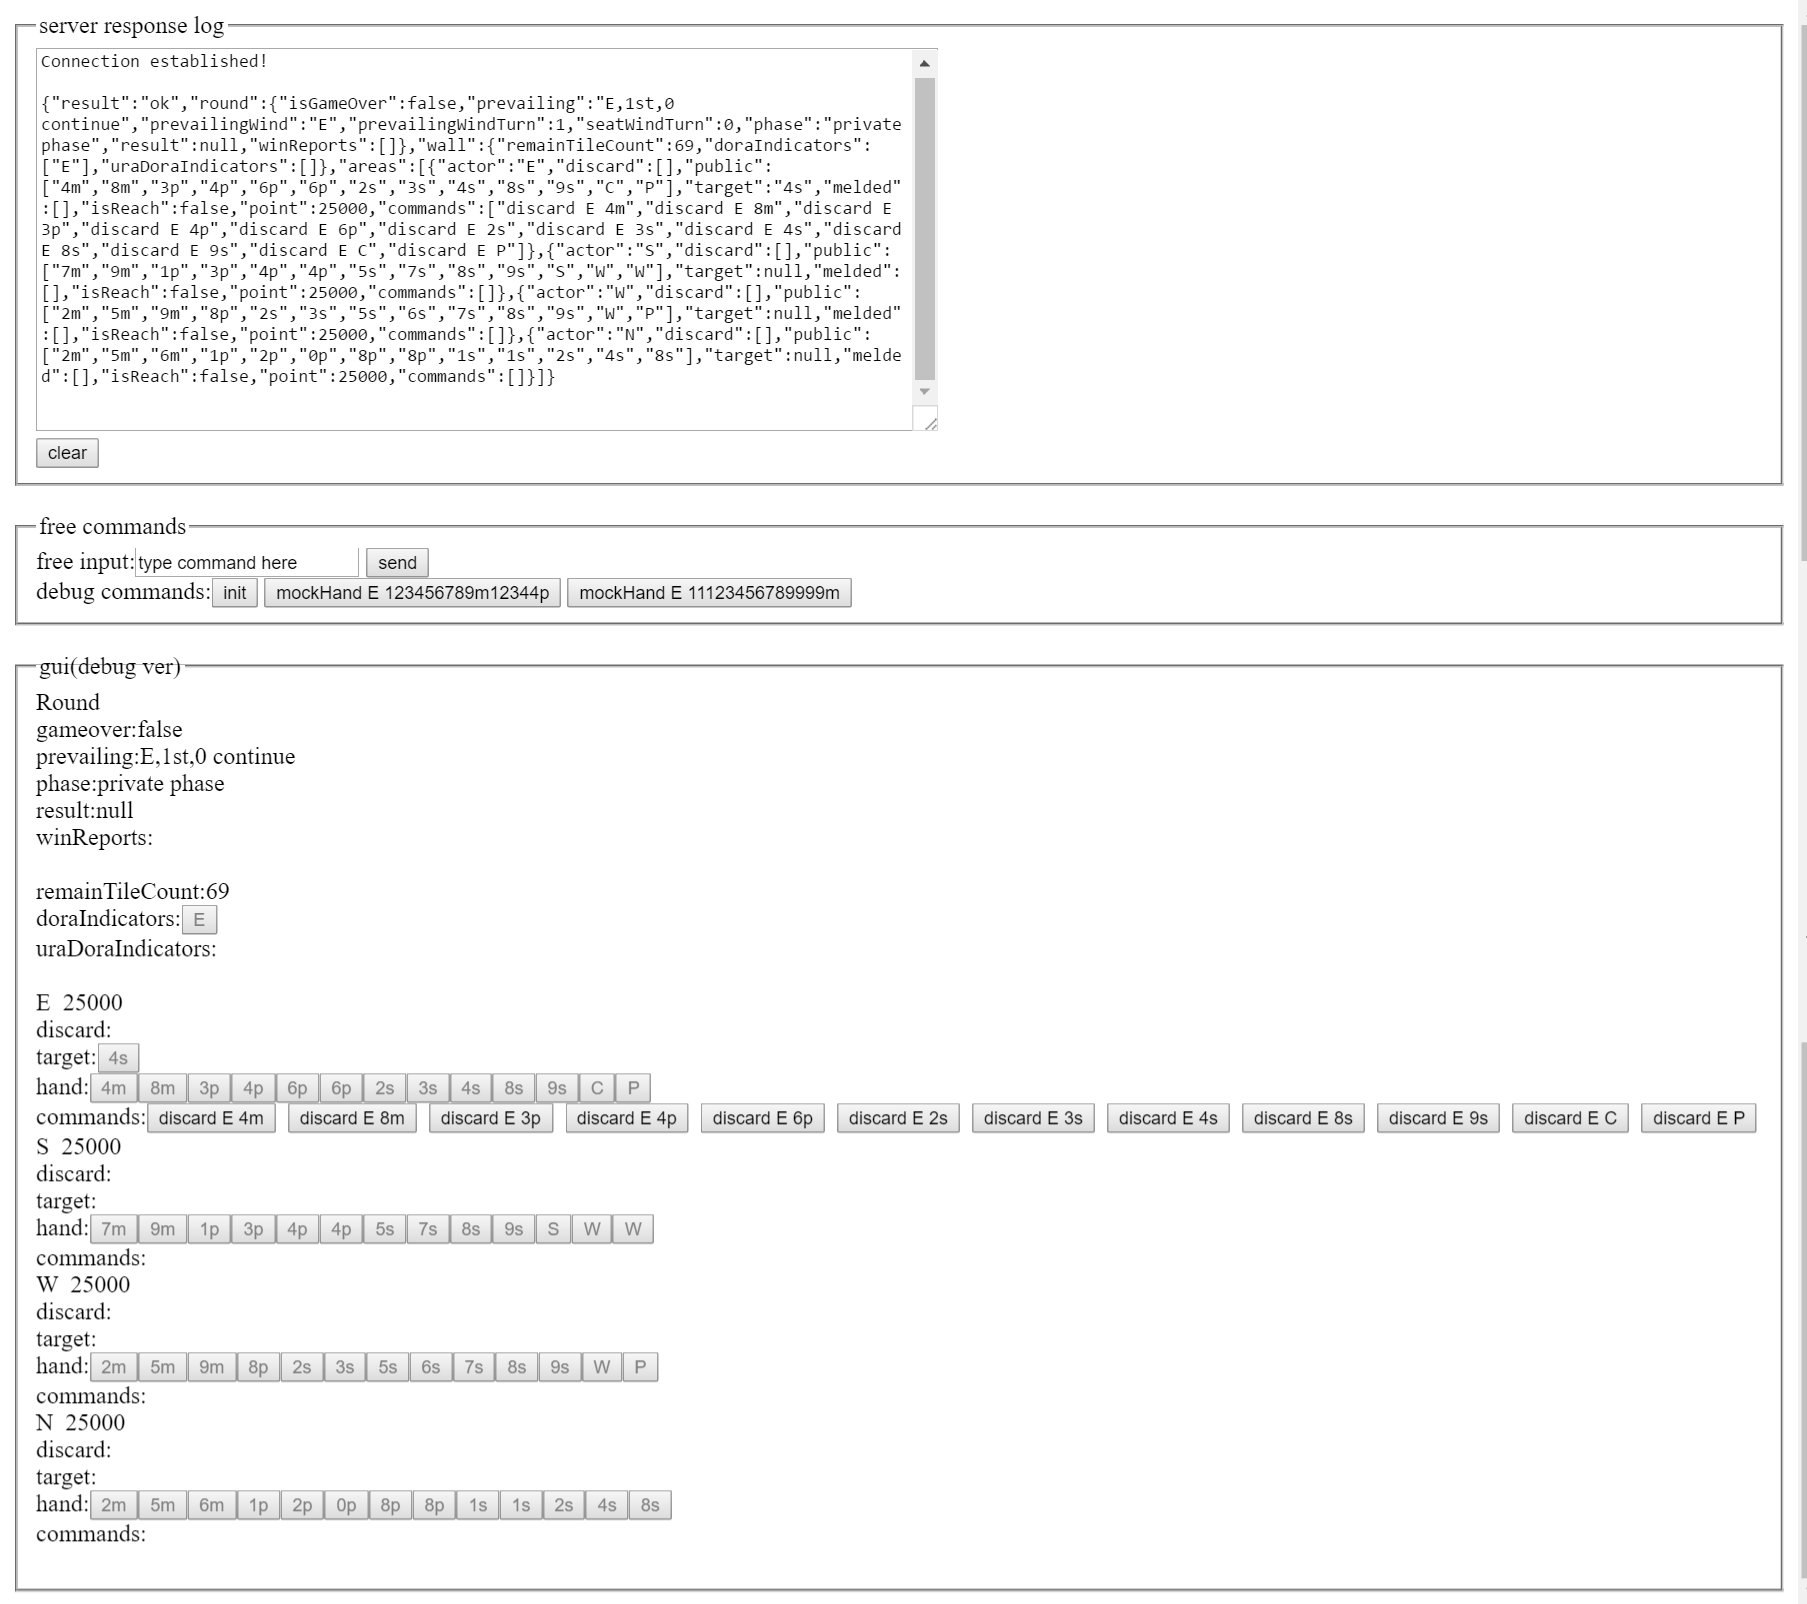 server response log
Connection established!
{"result":"ok","round":{"isGameOver":false,"prevailing":"E,1st,0
continue","prevailingWind":"E","prevailingWindTurn":1,"seatWindTurn":0,"phase":"private
phase","result":null,"winReports":[]},"wall":{"remainTileCount":69,"doraIndicators":
["E"],"uraDoraIndicators":[]},"areas":[{"actor":"E","discard":[],"public":
["4m","8m","3p","4p","6p","6p","2s","3s","4s","8s","9s","C","P"],"target":"4s","melded"
:[],"isReach":false,"point":25000,"commands":["discard E 4m","discard E 8m","discard E
3p","discard E 4p","discard E 6p","discard E 2s","discard E 3s","discard E 4s","discard
E 8s","discard E 9s","discard E C","discard E P"]},{"actor":"S","discard":[],"public":
["7m","9m","1p","3p","4p","4p","5s","7s","8s","9s","S","W","W"],"target":null,"melded":
[],"isReach":false,"point":25000,"commands":[]},{"actor":"W","discard":[],"public":
["2m","5m","9m","8p","2s","3s","5s","6s","7s","8s","9s","W","P"],"target":null,"melded"
:[],"isReach":false,"point":25000,"commands":[]},{"actor":"N","discard":[],"public":
["2m","5m","6m","1p","2p","0p","8p","8p","1s","1s","2s","4s","8s"],"target":null,"melde
d":[],"isReach":false,"point":25000,"commands":[]}]}
clear
free commands
free input: type command here send
debug commands: init mockHand E 123456789m12344p mockHand E 11123456789999m
gui(debug ver)
Round
gameover:false
prevailing:E,1st,0 continue
phase:private phase
result:null
winReports:
remainTileCount:69
doraIndicators: E
uraDoraIndicators:
E 25000
discard:
target: 4s
hand: 4m 8m 3p 4p 6p 6p 2s 3s 4s 8s 9s C P
commands: discard E 4m discard E 8m discard E 3p discard E 4p discard E 6p discard E 2s discard E 3s discard E 4s discard E 8s discard E 9s discard E C discard E P
S 25000
discard:
target:
hand: 7m 9m 1p 3p 4p 4p 5s 7s 8s 9s S W W
commands:
W 25000
discard:
target:
hand: 2m 5m 9m 8p 2s 3s 5s 6s 7s 8s 9s W P
commands:
N 25000
discard:
target:
hand: 2m 5m 6m 1p 2p 0p 8p 8p 1s 1s 2s 4s 8s
commands: